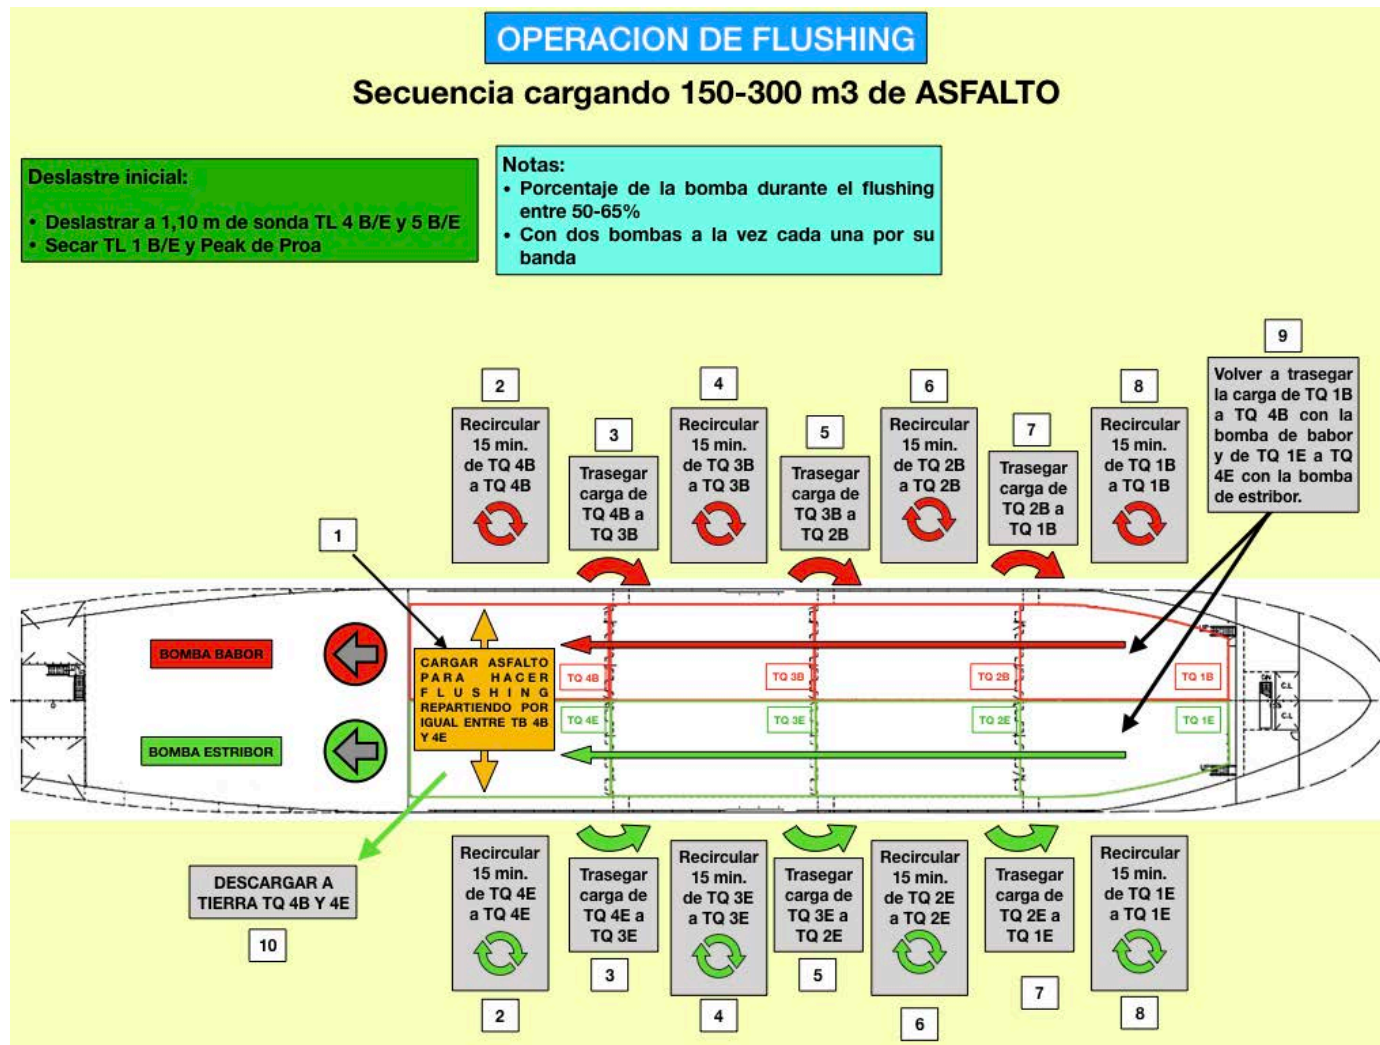 OPERACION DE FLUSHING
Secuencia cargando 150-300 m3 de ASFALTO
Deslastre inicial:
• Deslastrar a 1,10 m de sonda TL 4 B/E y 5 B/E
• Secar TL 1 B/E y Peak de Proa
Notas:
• Porcentaje de la bomba durante el flushing
entre 50-65%
• Con dos bombas a la vez cada una por su
banda
9
Volver a trasegar
la carga de TQ 1B
a TQ 4B con la
bomba de babor
y de TQ 1E a TQ
4E con la bomba
de estribor.
2
Recircular
15 min.
de TQ 4B
a TQ 4B
3
Trasegar
carga de
TQ 4B a
TQ 3B
4
Recircular
15 min.
de TQ 3B
a TQ 3B
5
Trasegar
carga de
TQ 3B a
TQ 2B
6
Recircular
15 min.
de TQ 2B
a TQ 2B
7
Trasegar
carga de
TQ 2B a
TQ 1B
8
Recircular
15 min.
de TQ 1B
a TQ 1B
1
BOMBA BABOR
BOMBA ESTRIBOR
CARGAR ASFALTO
PARA HACER
FLUSHING
REPARTIENDO POR
IGUAL ENTRE TB 4B
Y 4E
TQ 4B
TQ 3B
TQ 2B
TQ 1B
TQ 4E
TQ 3E
TQ 2E
TQ 1E
C.L
C.L
DESCARGAR A
TIERRA TQ 4B Y 4E
10
Recircular
15 min.
de TQ 4E
a TQ 4E
2
Trasegar
carga de
TQ 4E a
TQ 3E
3
Recircular
15 min.
de TQ 3E
a TQ 3E
4
Trasegar
carga de
TQ 3E a
TQ 2E
5
Recircular
15 min.
de TQ 2E
a TQ 2E
6
Trasegar
carga de
TQ 2E a
TQ 1E
7
Recircular
15 min.
de TQ 1E
a TQ 1E
8